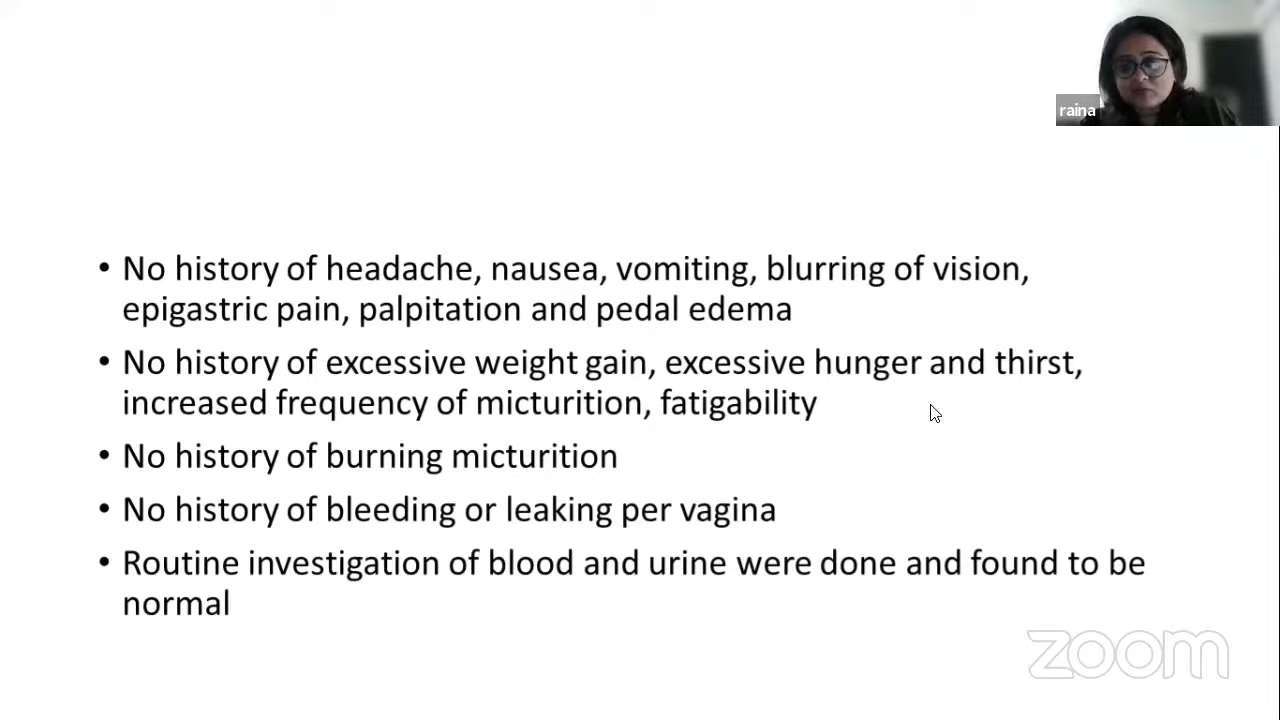 raina
• No history of headache, nausea, vomiting, blurring of vision,
epigastric pain, palpitation and pedal edema
• No history of excessive weight gain, excessive hunger and thirst,
increased frequency of micturition, fatigability
• No history of burning micturition
• No history of bleeding or leaking per vagina
• Routine investigation of blood and urine were done and found to be
normal
zoom